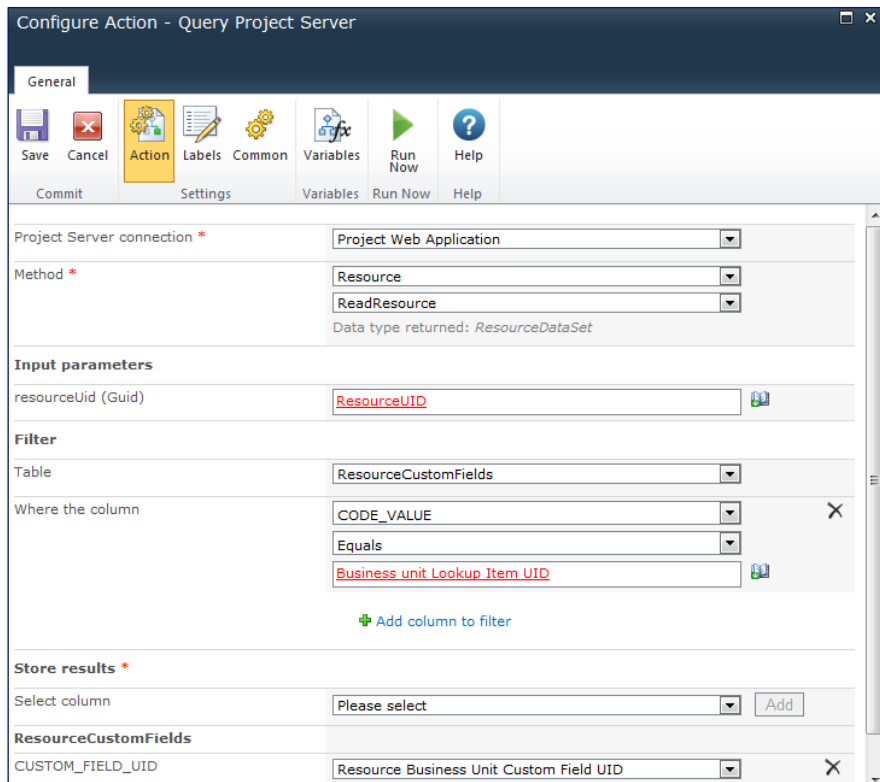 Configure Action - Query Project Server
General
Save
Cancel
Action
Labels
Common
Variables
Run Now
Help
Commit
Settings
Variables
Run Now
Help
Project Server connection *
Project Web Application
Method *
Resource
ReadResource
Data type returned: ResourceDataSet
Input parameters
resourceUid (Guid)
ResourceUID
Filter
Table
ResourceCustomFields
Where the column
CODE_VALUE
Equals
Business unit Lookup Item UID
Add column to filter
Store results *
Select column
Please select
Add
ResourceCustomFields
CUSTOM_FIELD_UID
Resource Business Unit Custom Field UID